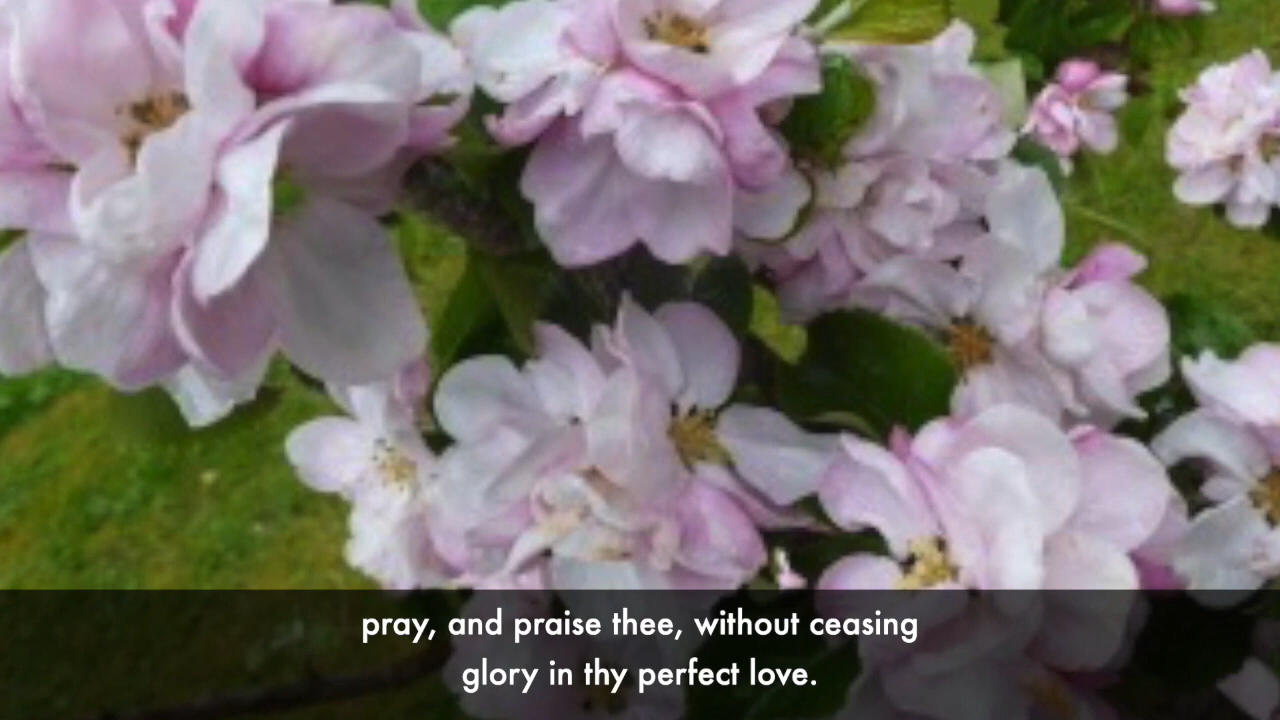 pray, and praise thee, without ceasing
glory in thy perfect love.